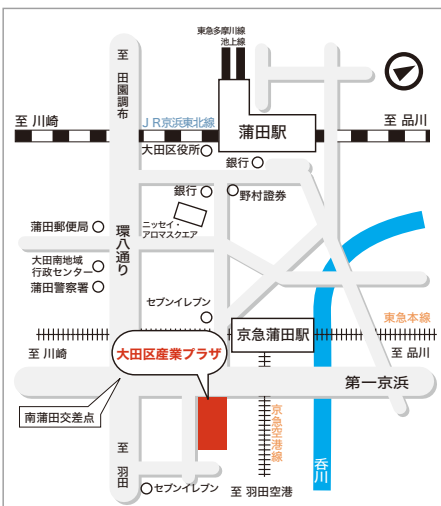 東急多摩川線
池上線
至 田園調布
至 川崎
JR京浜東北線
蒲田駅
至 品川
大田区役所
銀行
銀行
野村證券
ニッセイ・
アロマスクエア
蒲田郵便局
環八通り
大田南地域
行政センター
蒲田警察署
セブンイレブン
東急本線
京急蒲田駅
至 川崎
至 品川
大田区産業プラザ
第一京浜
南蒲田交差点
京急空港線
呑川
至 羽田
セブンイレブン
至 羽田空港